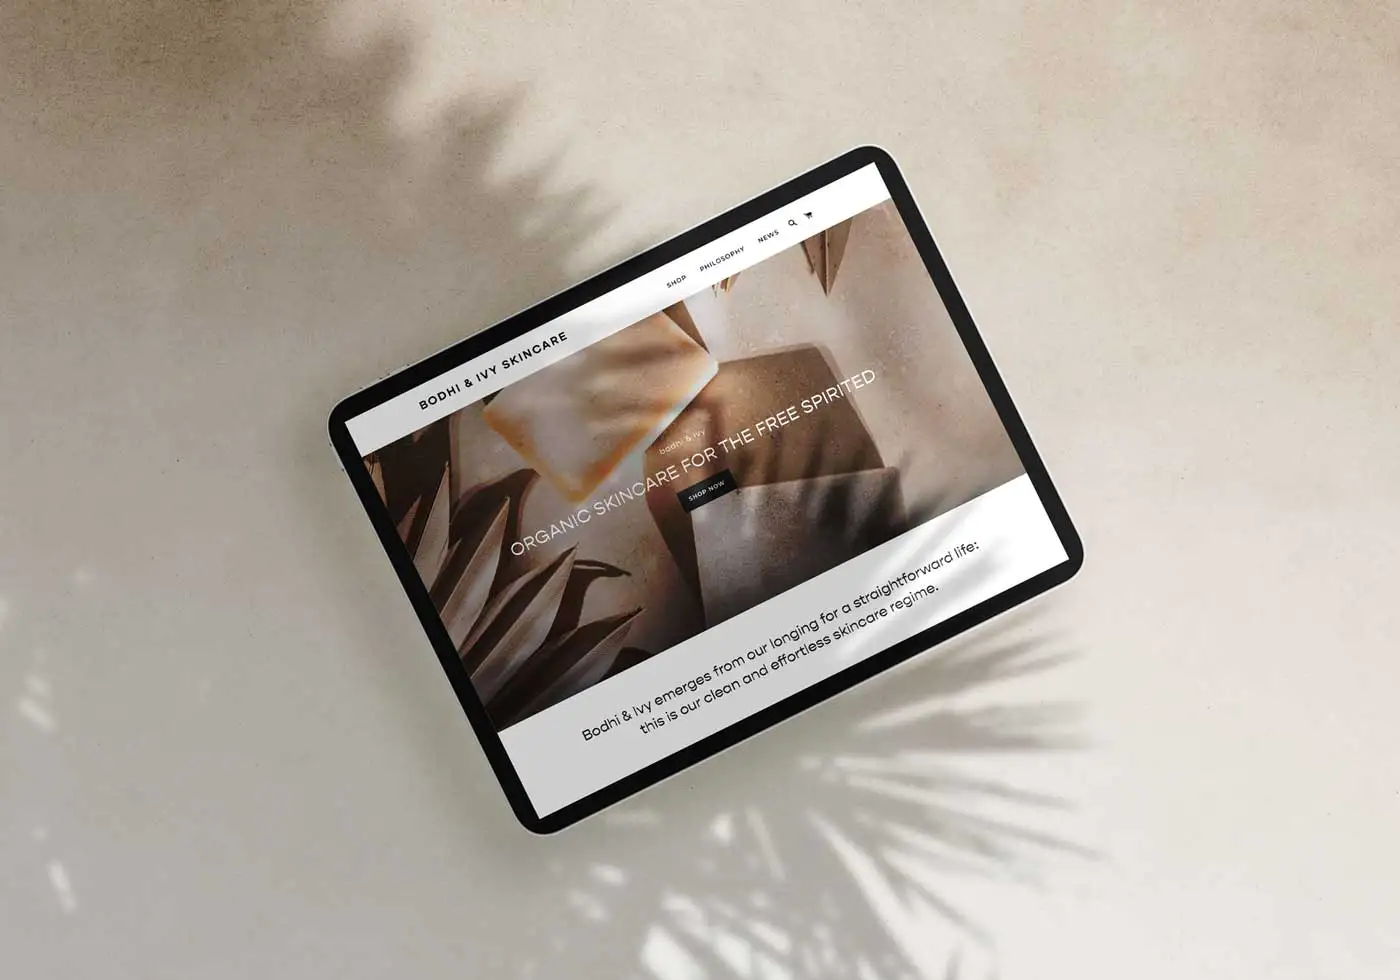 BODHI & IVY SKINCARE
SHOP PHILOSOPHY NEWS
bodhi & ivy
ORGANIC SKINCARE FOR THE FREE SPIRITED
SHOP NOW
Bodhi & Ivy emerges from our longing for a straightforward life:
this is our clean and effortless skincare regime.